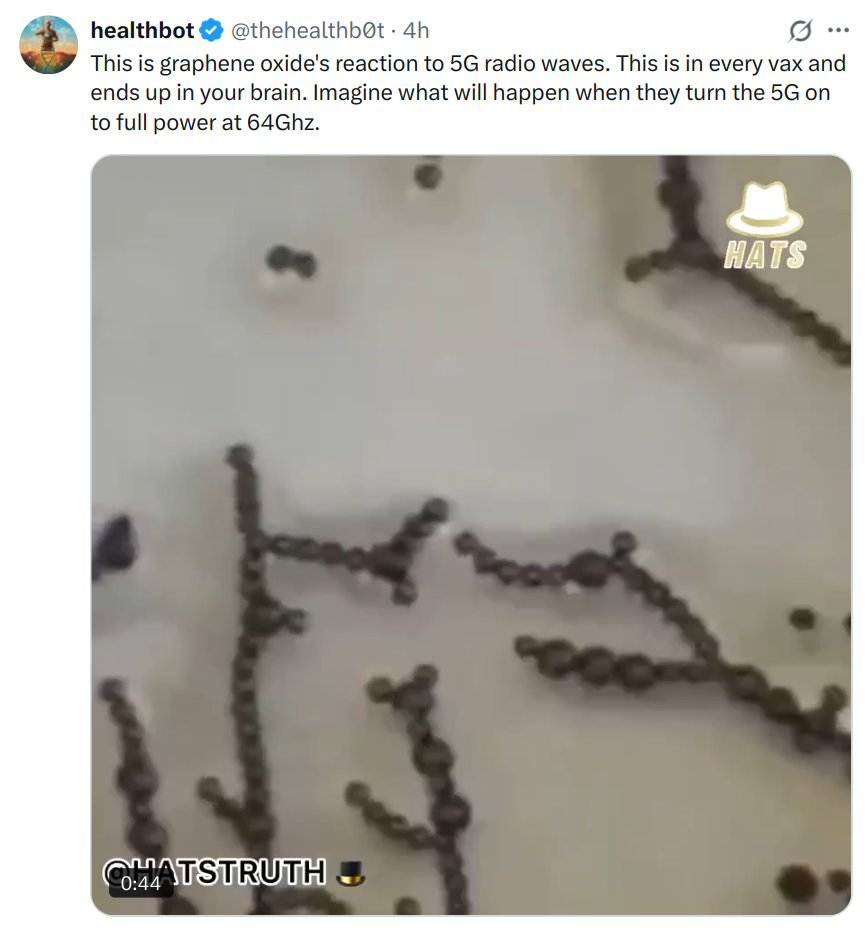 healthbot @thehealthb0t · 4h
This is graphene oxide's reaction to 5G radio waves. This is in every vax and
ends up in your brain. Imagine what will happen when they turn the 5G on
to full power at 64Ghz.
HATS
@HATSTRUTH
0:44